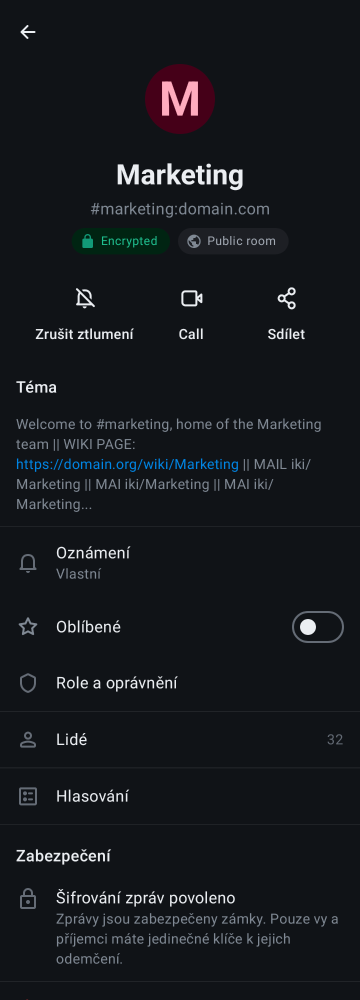 M
Marketing
#marketing:domain.com
Encrypted
Public room
Zrušit ztlumení
Call
Sdílet
Téma
Welcome to #marketing, home of the Marketing
team || WIKI PAGE:
https://domain.org/wiki/Marketing || MAIL iki/
Marketing || MAI iki/Marketing || MAI iki/
Marketing...
Oznámení
Vlastní
Oblíbené
Role a oprávnění
Lidé
32
Hlasování
Zabezpečení
Šifrování zpráv povoleno
Zprávy jsou zabezpečeny zámky. Pouze vy a
příjemci máte jedinečné klíče k jejich
odemčení.